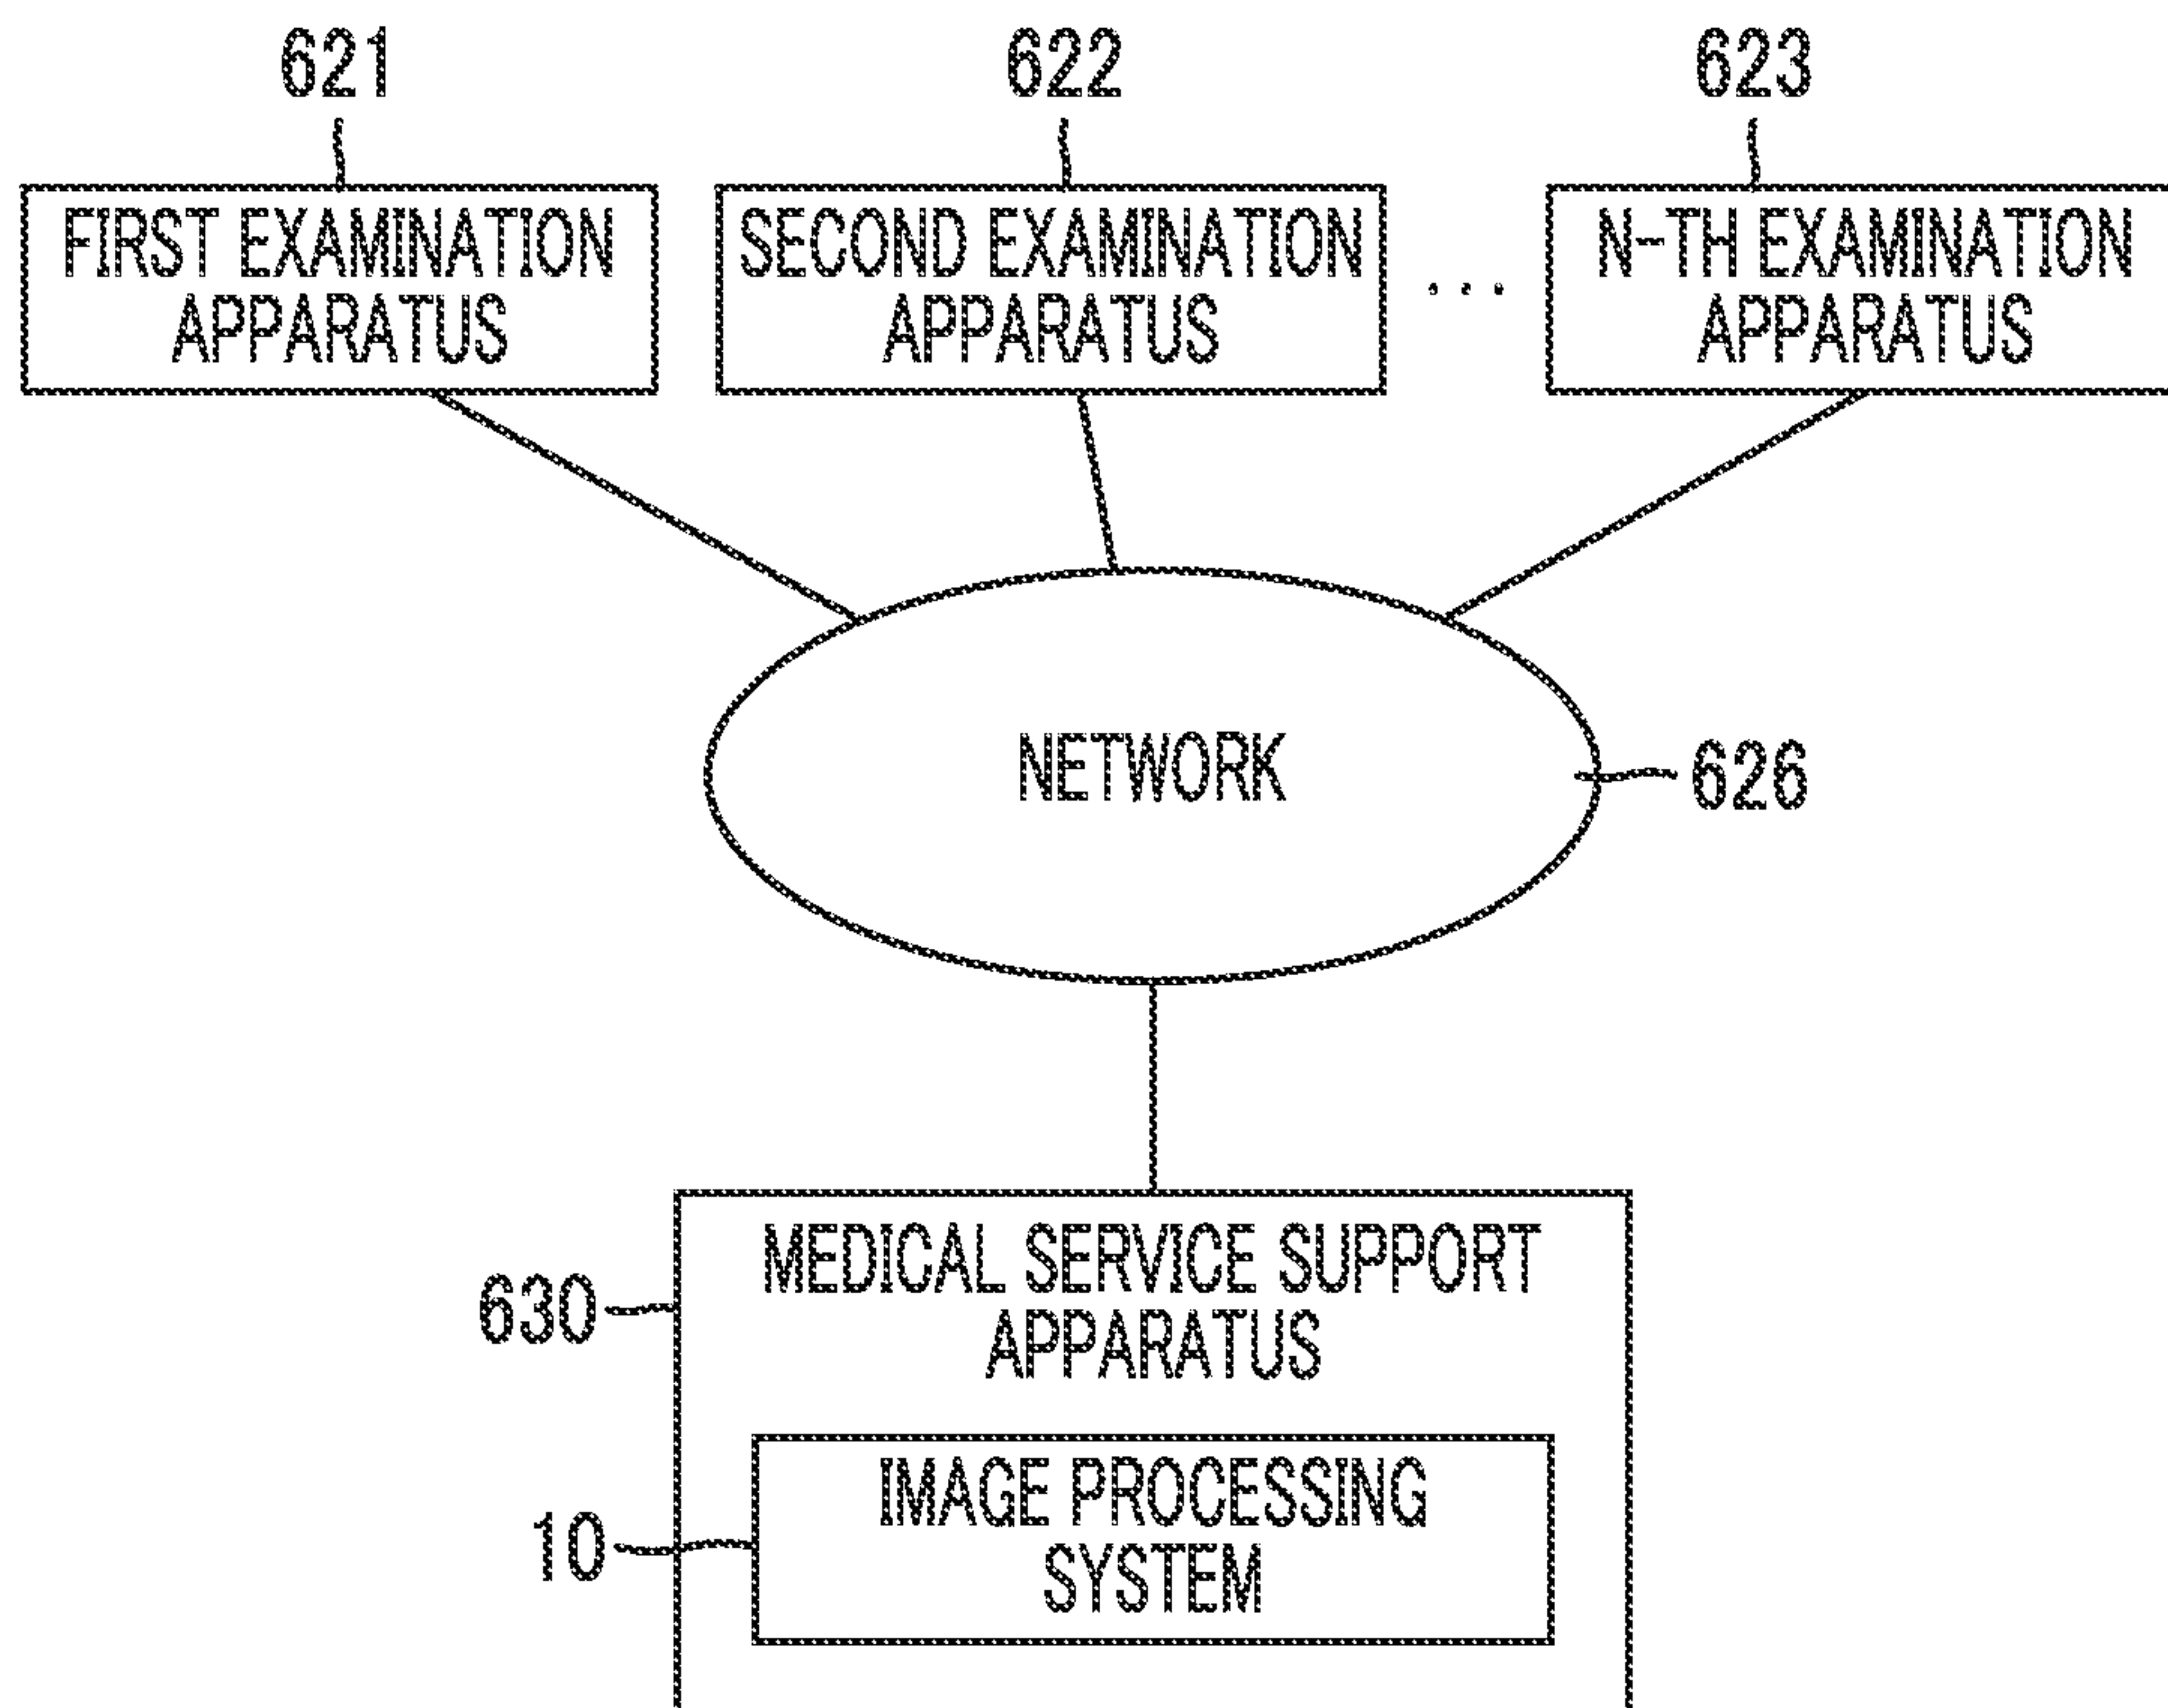 621
622
623
FIRST EXAMINATION
APPARATUS
SECOND EXAMINATION
APPARATUS
...
N-TH EXAMINATION
APPARATUS
NETWORK
626
630
MEDICAL SERVICE SUPPORT
APPARATUS
10
IMAGE PROCESSING
SYSTEM